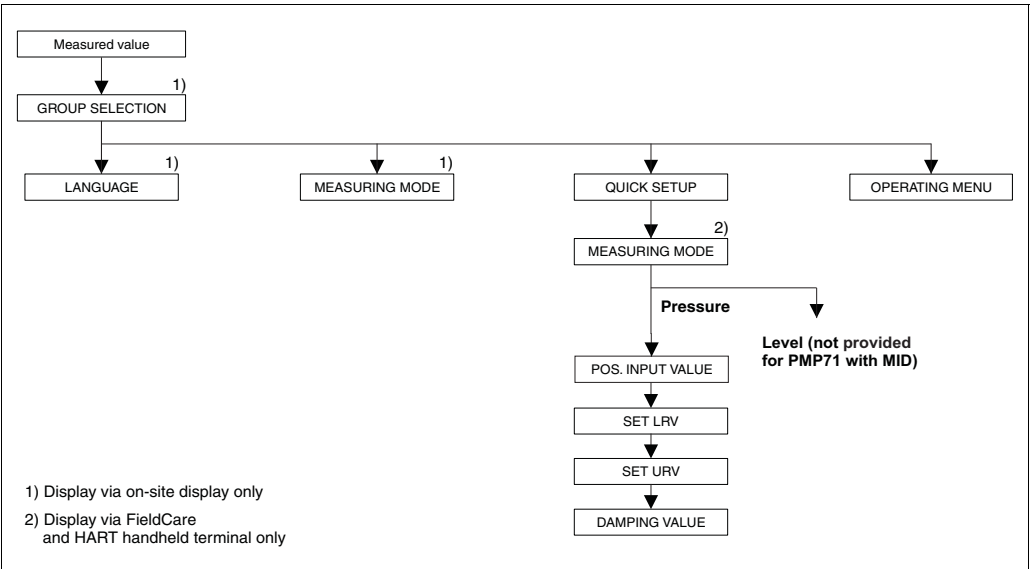 Measured value
1)
GROUP SELECTION
1)
1)
LANGUAGE
MEASURING MODE
QUICK SETUP
OPERATING MENU
2)
MEASURING MODE
Pressure
Level (not provided
for PMP71 with MID)
POS. INPUT VALUE
SET LRV
SET URV
DAMPING VALUE
1) Display via on-site display only
2) Display via FieldCare
and HART handheld terminal only